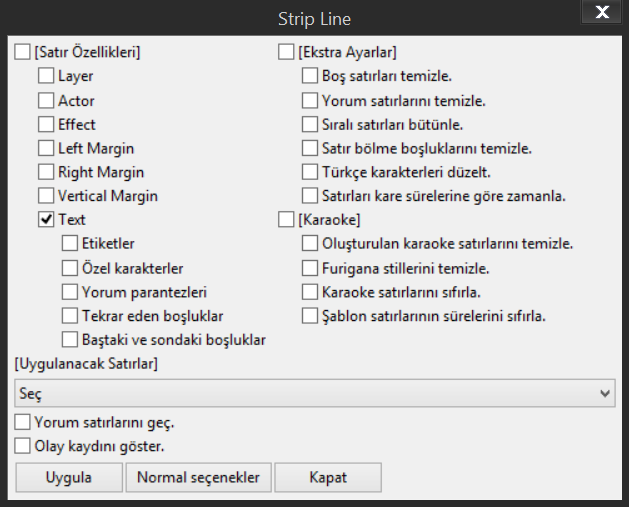 Strip Line
[Satır Özellikleri]
Layer
Actor
Effect
Left Margin
Right Margin
Vertical Margin
Text
Etiketler
Özel karakterler
Yorum parantezleri
Tekrar eden boşluklar
Baştaki ve sondaki boşluklar
[Ekstra Ayarlar]
Boş satırları temizle.
Yorum satırlarını temizle.
Sıralı satırları bütünle.
Satır bölme boşluklarını temizle.
Türkçe karakterleri düzelt.
Satırları kare sürelerine göre zamanla.
[Karaoke]
Oluşturulan karaoke satırlarını temizle.
Furigana stillerini temizle.
Karaoke satırlarını sıfırla.
Şablon satırlarının sürelerini sıfırla.
[Uygulanacak Satırlar]
Seç
Yorum satırlarını geç.
Olay kaydını göster.
Uygula
Normal seçenekler
Kapat